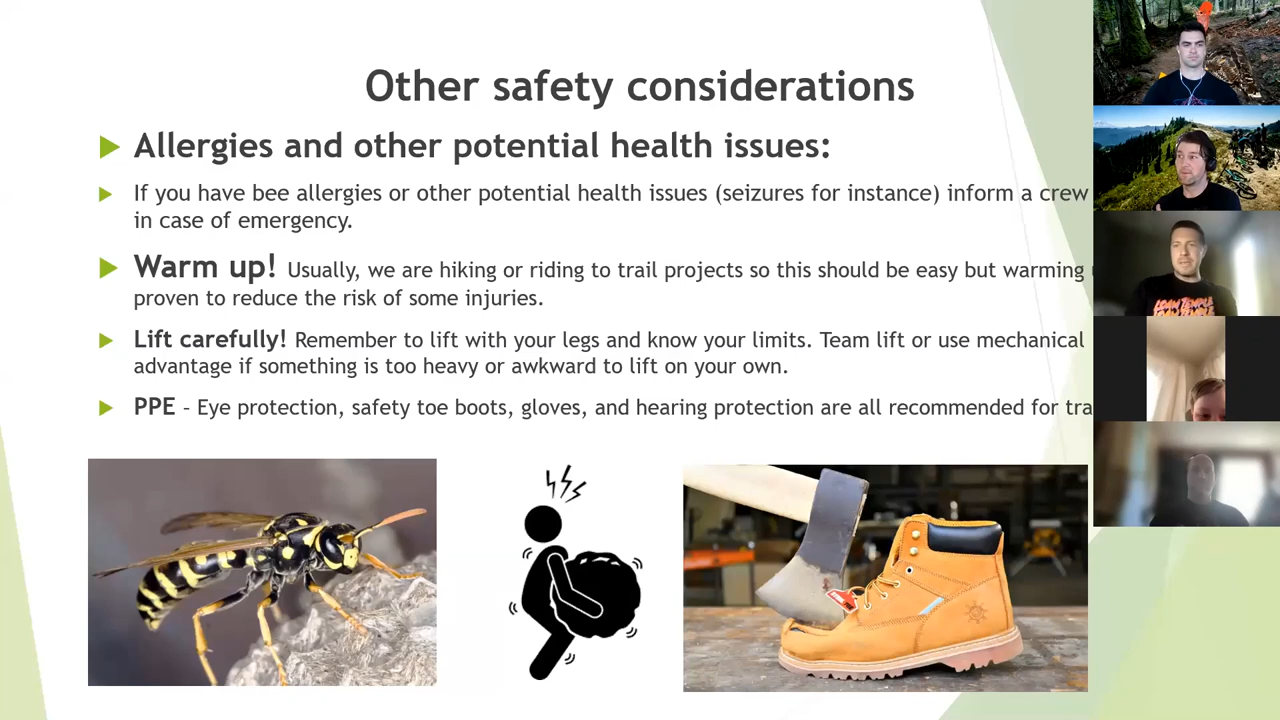 Other safety considerations
Allergies and other potential health issues:
If you have bee allergies or other potential health issues (seizures for instance) inform a crew
in case of emergency.
Warm up! Usually, we are hiking or riding to trail projects so this should be easy but warming
proven to reduce the risk of some injuries.
Lift carefully! Remember to lift with your legs and know your limits. Team lift or use mechanical
advantage if something is too heavy or awkward to lift on your own.
PPE – Eye protection, safety toe boots, gloves, and hearing protection are all recommended for
LOAM TEMPLE